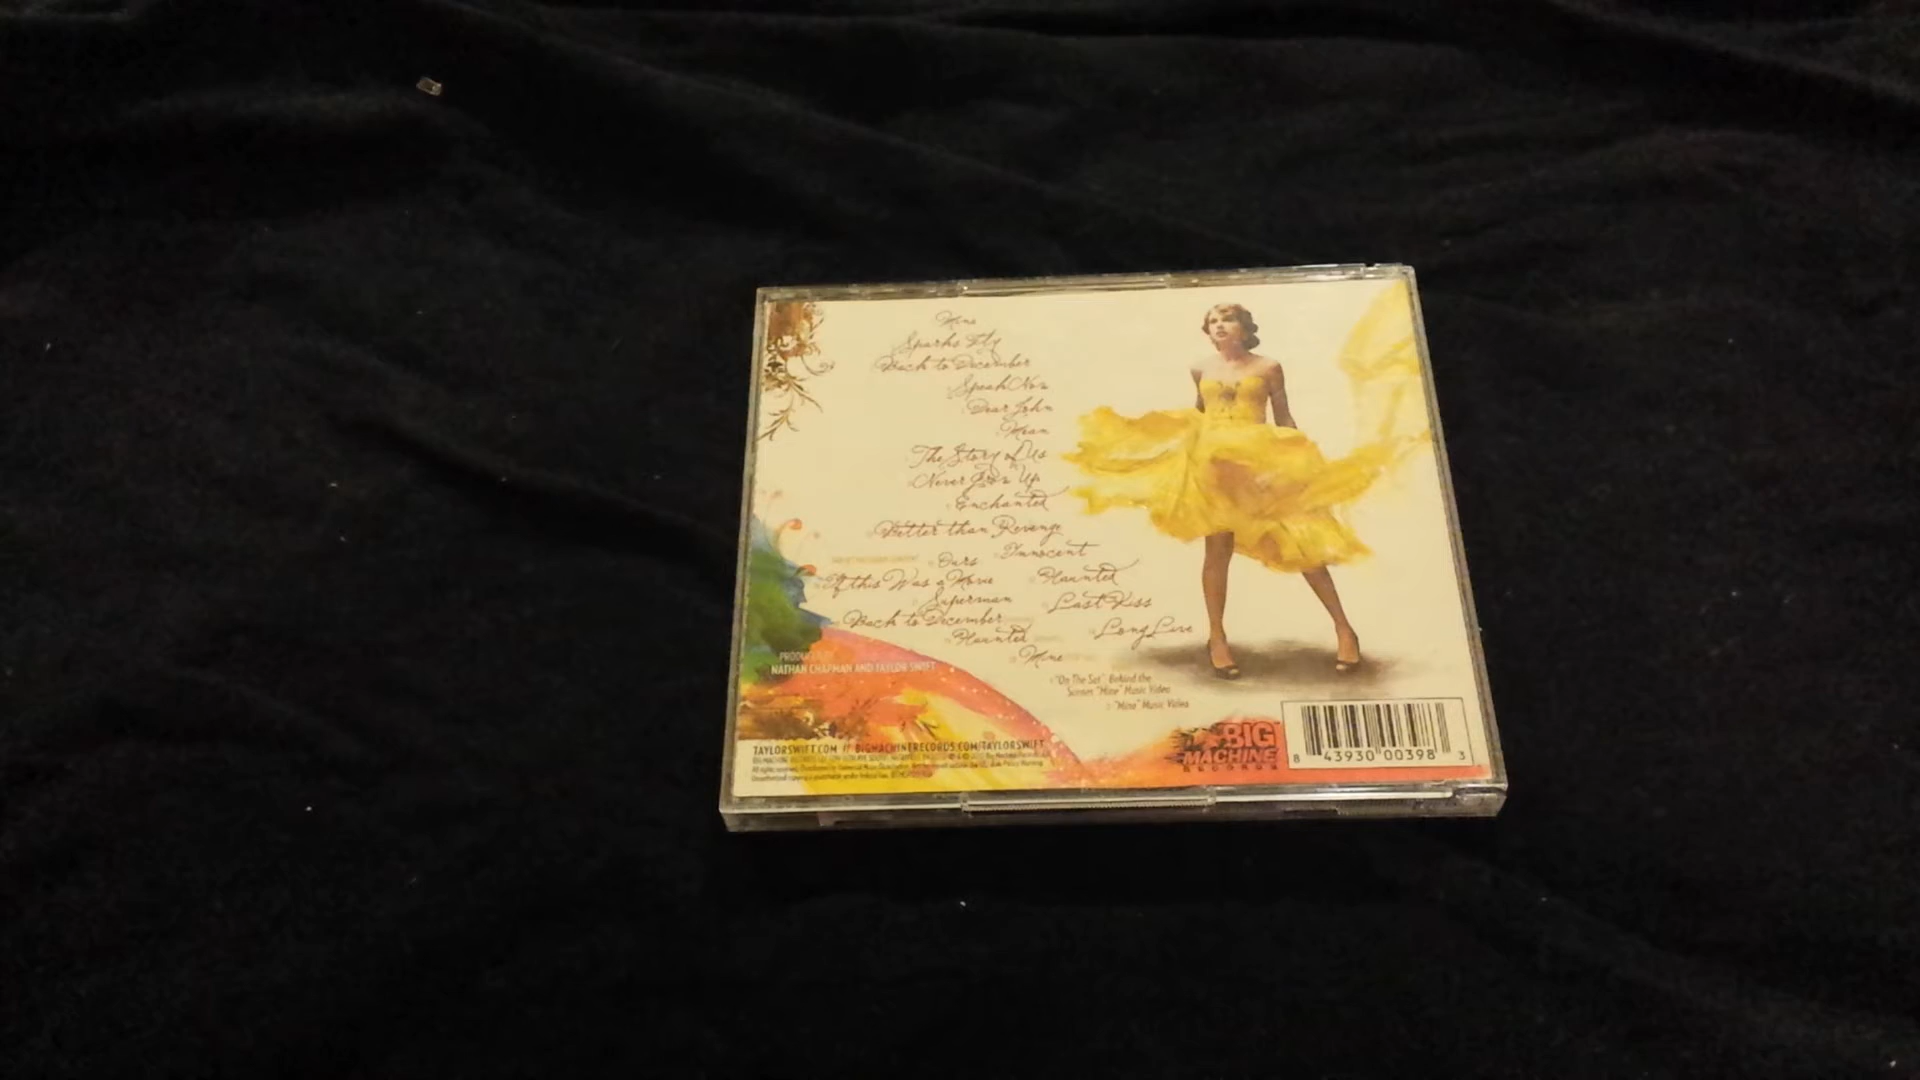 Mine
Sparks Fly
Back to December
Speak Now
Dear John
Mean
The Story of Us
Never Grow Up
Enchanted
Better than Revenge
Innocent
Haunted
Last Kiss
Long Live
Ours
If this Was a Movie
Superman
Back to December
Haunted
Mine
"On The Set" Behind the
Scenes "Mine" Music Video
"Mine" Music Video
PRODUCED BY
NATHAN CHAPMAN AND TAYLOR SWIFT
TAYLORSWIFT.COM // BIGMACHINERECORDS.COM/TAYLORSWIFT
BIG
MACHINE
RECORDS
8 43930 00398 3